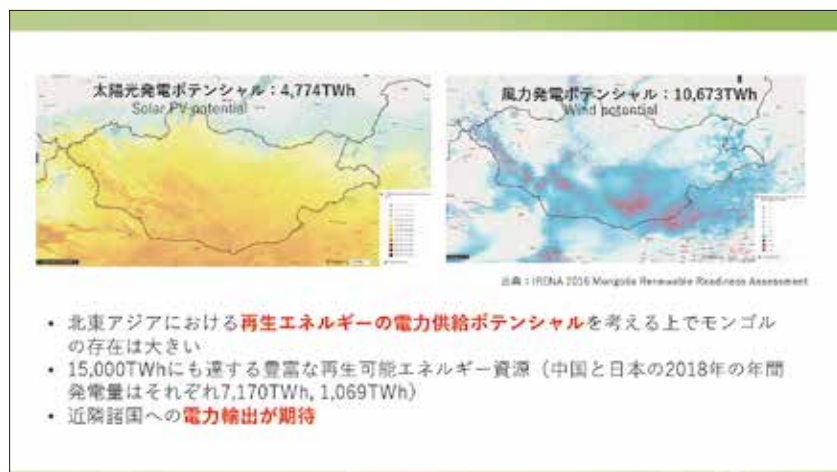 太陽光発電ポテンシャル：4,774TWh
Solar PV potential
風力発電ポテンシャル：10,673TWh
Wind potential
出典：IRENA 2016 Mongolia Renewable Readiness Assessment
• 北東アジアにおける再生エネルギーの電力供給ポテンシャルを考える上でモンゴル
の存在は大きい
• 15,000TWhにも達する豊富な再生可能エネルギー資源（中国と日本の2018年の年間
発電量はそれぞれ7,170TWh, 1,069TWh）
• 近隣諸国への電力輸出が期待